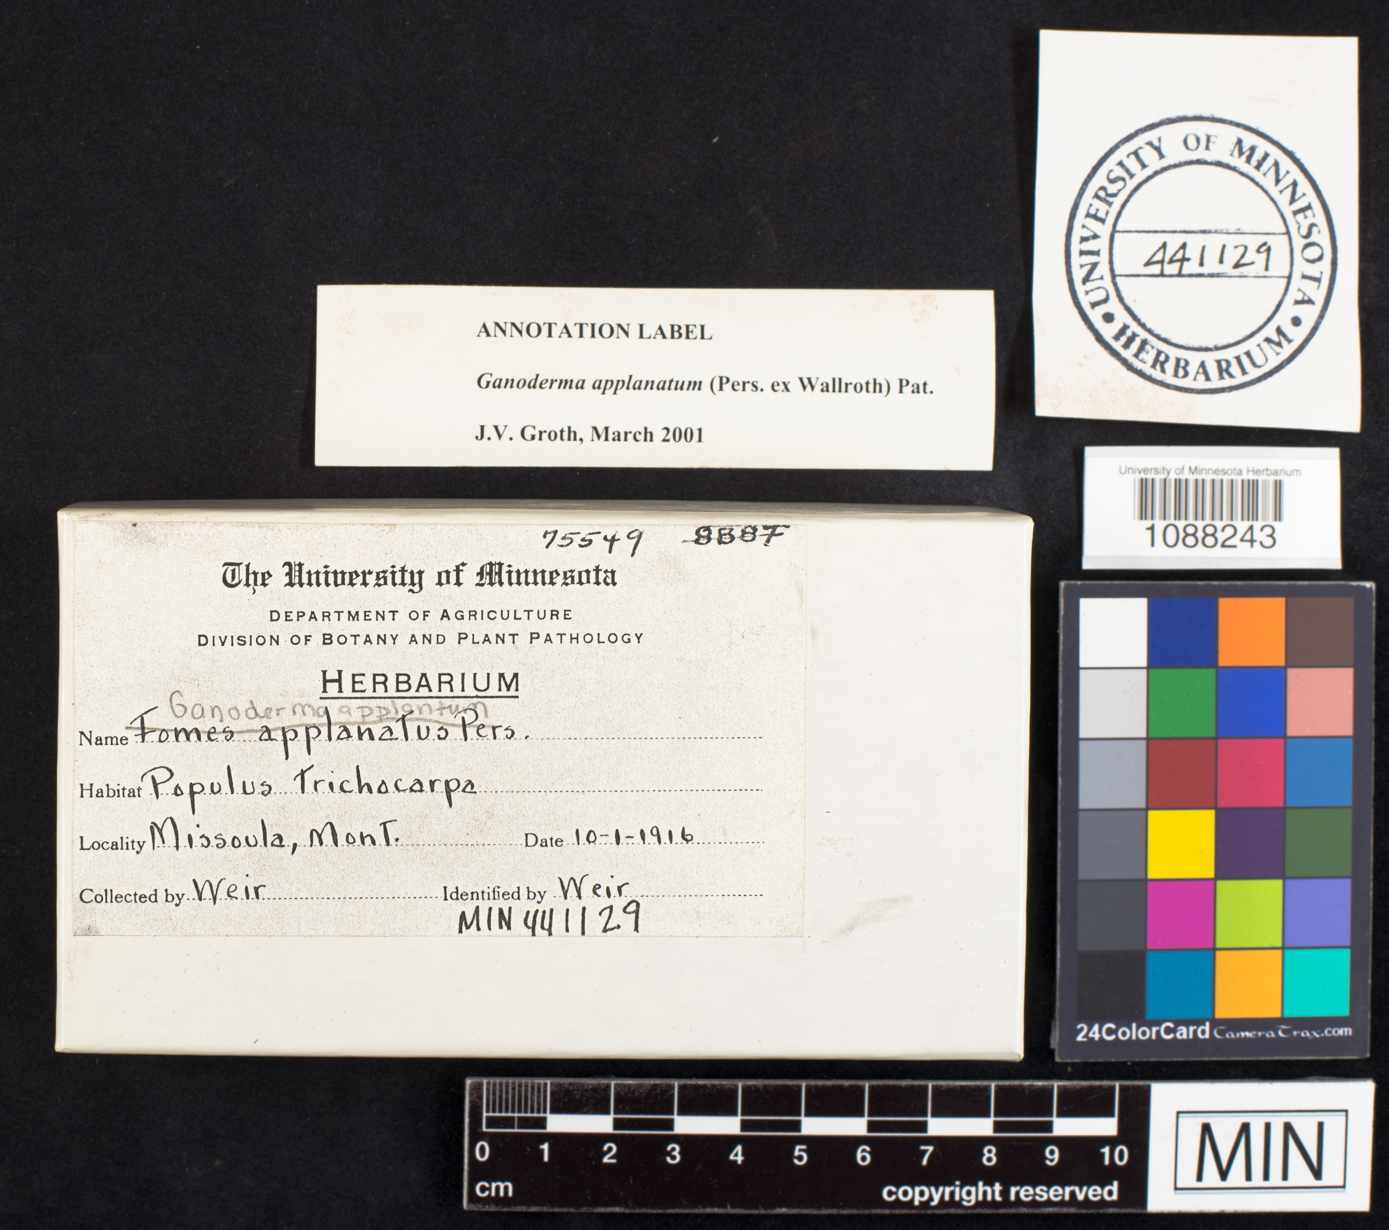 UNIVERSITY OF MINNESOTA
• HERBARIUM •
441129
ANNOTATION LABEL
Ganoderma applanatum (Pers. ex Wallroth) Pat.
J.V. Groth, March 2001
University of Minnesota Herbarium
1088243
75549
The University of Minnesota
DEPARTMENT OF AGRICULTURE
DIVISION OF BOTANY AND PLANT PATHOLOGY
HERBARIUM
Ganoderma applantum
Name Fomes applanatus Pers.
Habitat Populus Trichocarpa
Locality Missoula, Mont. Date 10-1-1916
Collected by Weir Identified by Weir
MIN 441129
24ColorCard CameraTrax.com
0 1 2 3 4 5 6 7 8 9 10
cm copyright reserved
MIN